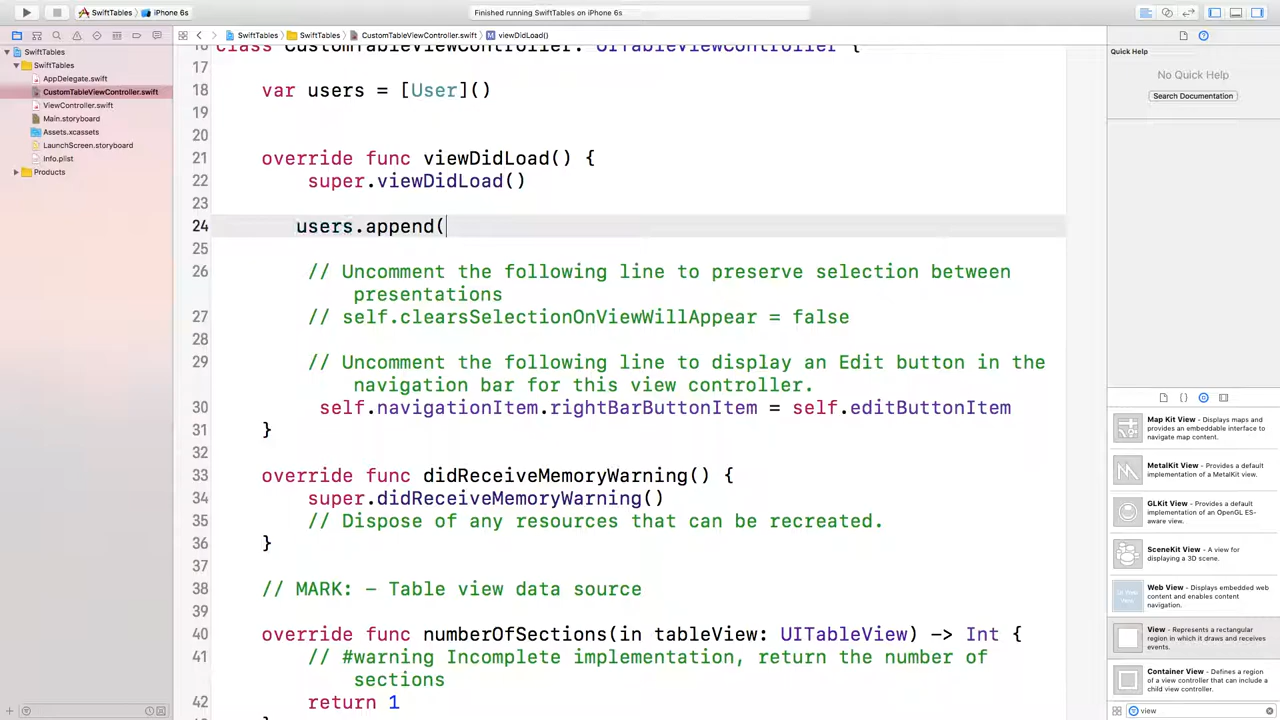 SwiftTables
iPhone 6s
Finished running SwiftTables on iPhone 6s
SwiftTables
SwiftTables
AppDelegate.swift
CustomTableViewController.swift
ViewController.swift
Main.storyboard
Assets.xcassets
LaunchScreen.storyboard
Info.plist
Products
SwiftTables
SwiftTables
CustomTableViewController.swift
viewDidLoad()
16 class CustomTableViewController: UITableViewController {
17
18 var users = [User]()
19
20
21 override func viewDidLoad() {
22 super.viewDidLoad()
23
24 users.append(
25
26 // Uncomment the following line to preserve selection between
presentations
27 // self.clearsSelectionOnViewWillAppear = false
28
29 // Uncomment the following line to display an Edit button in the
navigation bar for this view controller.
30 self.navigationItem.rightBarButtonItem = self.editButtonItem
31 }
32
33 override func didReceiveMemoryWarning() {
34 super.didReceiveMemoryWarning()
35 // Dispose of any resources that can be recreated.
36 }
37
38 // MARK: - Table view data source
39
40 override func numberOfSections(in tableView: UITableView) -> Int {
41 // #warning Incomplete implementation, return the number of
sections
42 return 1
Quick Help
No Quick Help
Search Documentation
Map Kit View - Displays maps and
provides an embeddable interface to
navigate map content.
MetalKit View - Provides a default
implementation of a MetalKit view.
GLKit View - Provides a default
implementation of an OpenGL ES-
aware view.
SceneKit View - A view for
displaying a 3D scene.
Web View - Displays embedded web
content and enables content
navigation.
View - Represents a rectangular
region in which it draws and receives
events.
Container View - Defines a region
of a view controller that can include a
child view controller.
view